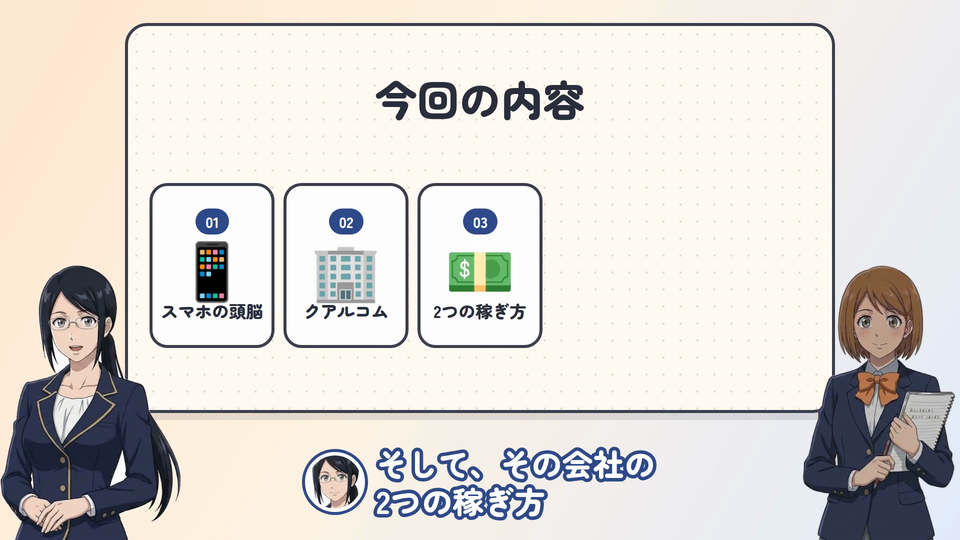 今回の内容
01
スマホの頭脳
02
クアルコム
03
$
2つの稼ぎ方
そして、その会社の
2つの稼ぎ方